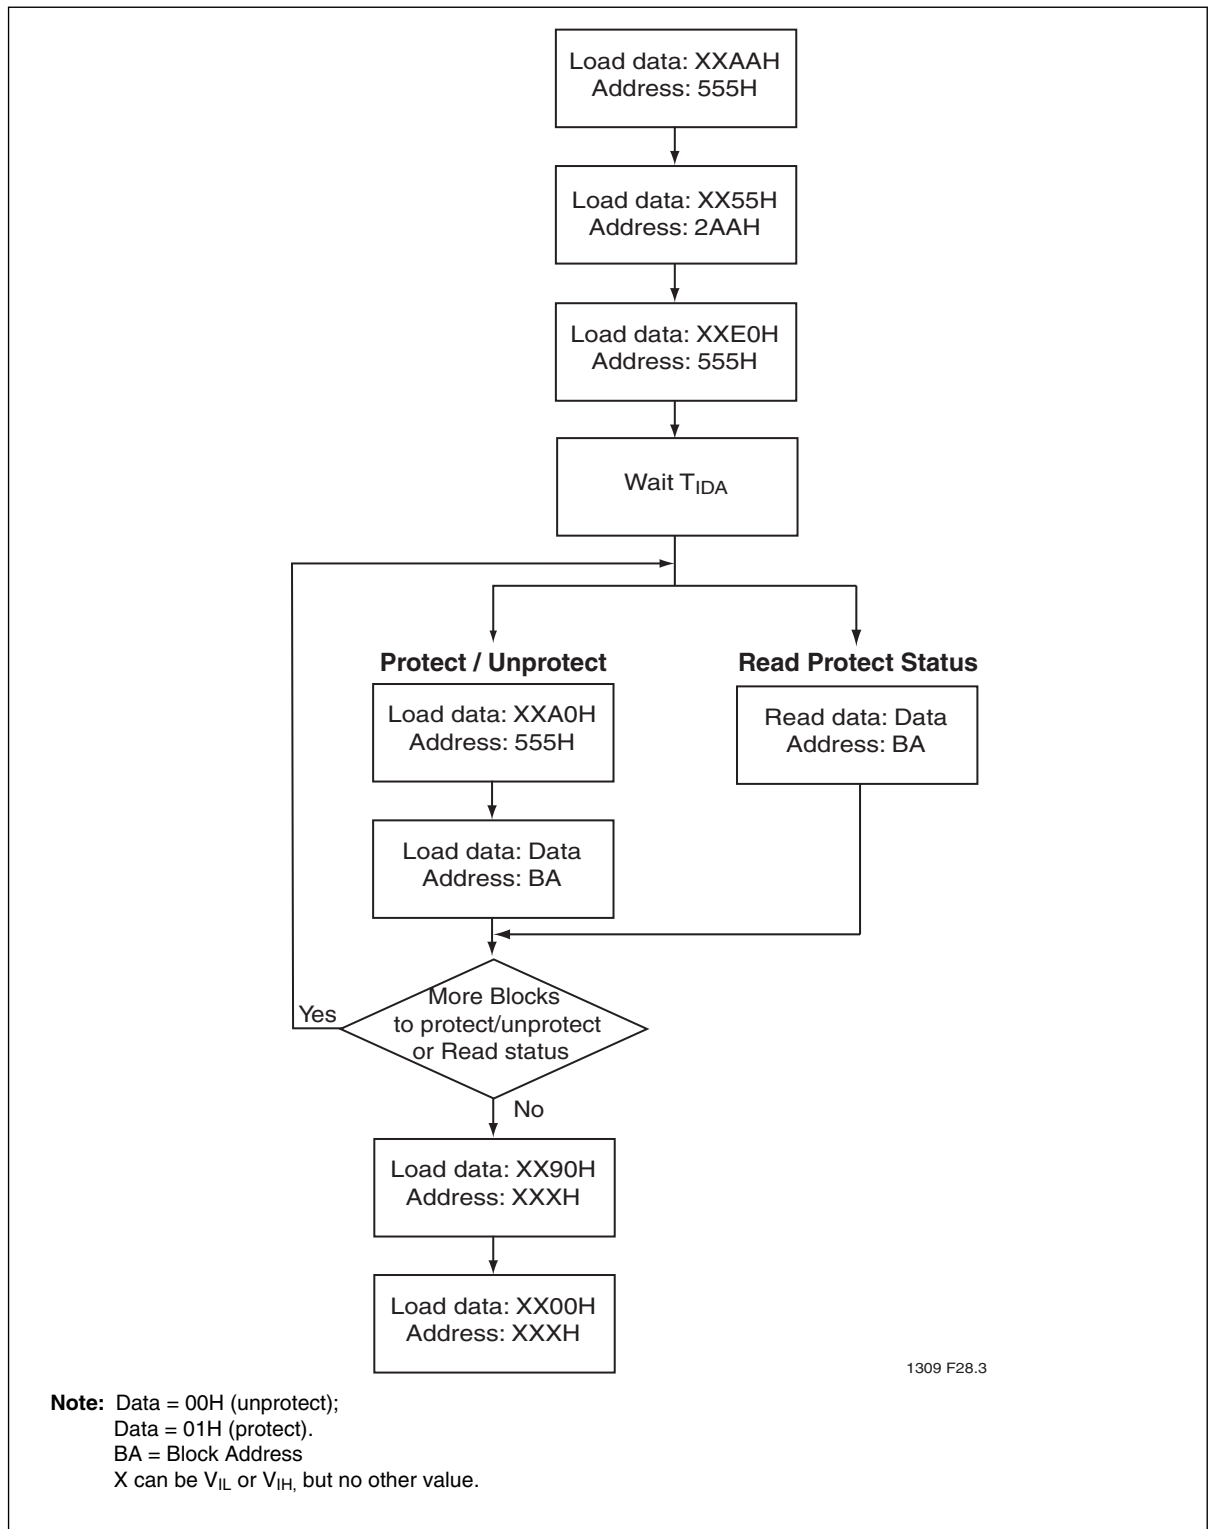 Load data: XXAAH
Address: 555H
Load data: XX55H
Address: 2AAH
Load data: XXE0H
Address: 555H
Wait TIDA
Protect / Unprotect
Load data: XXA0H
Address: 555H
Load data: Data
Address: BA
Read Protect Status
Read data: Data
Address: BA
More Blocks
to protect/unprotect
or Read status
Yes
No
Load data: XX90H
Address: XXXH
Load data: XX00H
Address: XXXH
1309 F28.3
Note: Data = 00H (unprotect);
Data = 01H (protect).
BA = Block Address
X can be VIL or VIH, but no other value.